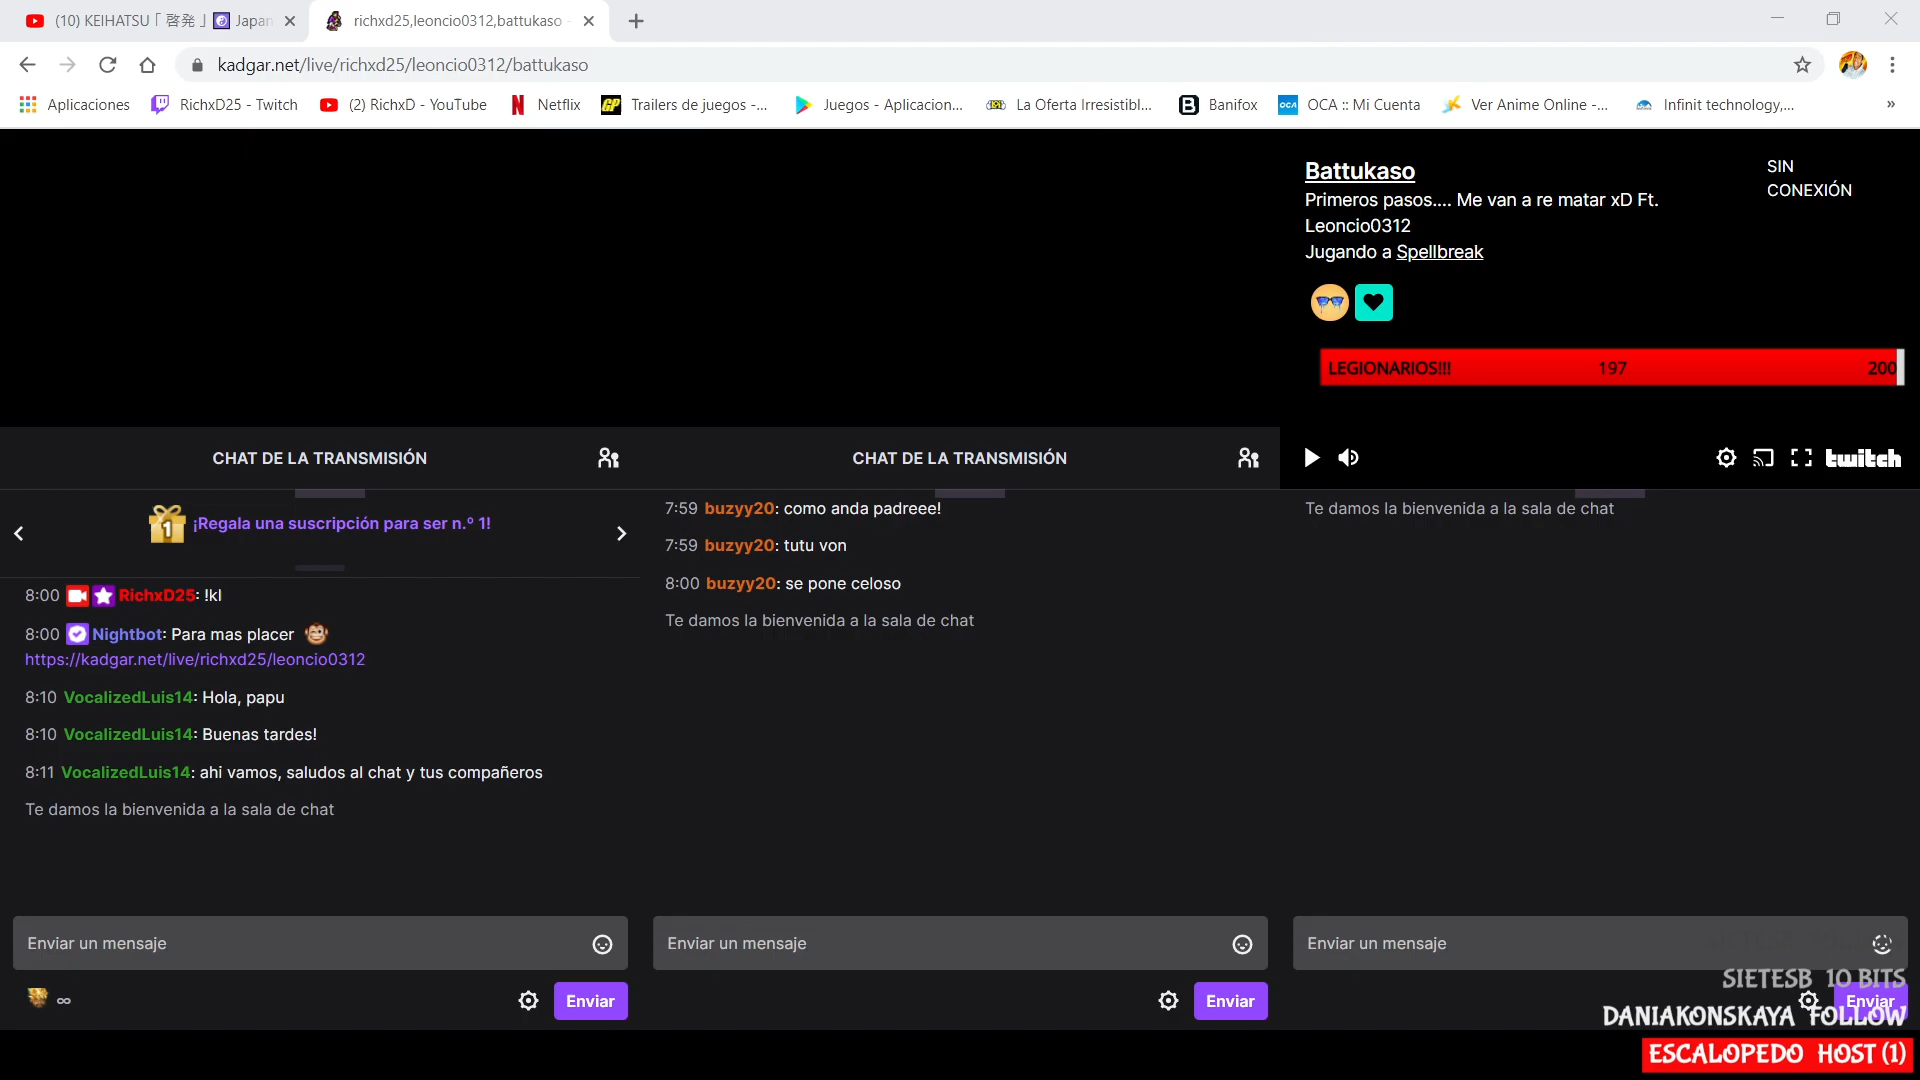 (10) KEIHATSU「 啓発 」 Japan
richxd25,leoncio0312,battukaso -
kadgar.net/live/richxd25/leoncio0312/battukaso
Aplicaciones
RichxD25 - Twitch
(2) RichxD - YouTube
Netflix
GP
Trailers de juegos -...
Juegos - Aplicacion...
La Oferta Irresistibl...
B
Banifox
OCA
OCA :: Mi Cuenta
Ver Anime Online -...
Infinit technology,...
»
Battukaso
Primeros pasos.... Me van a re matar xD Ft.
Leoncio0312
Jugando a Spellbreak
SIN
CONEXIÓN
LEGIONARIOS!!! 197 200
twitch
CHAT DE LA TRANSMISIÓN
1
¡Regala una suscripción para ser n.º 1!
8:00 RichxD25: !kl
8:00 Nightbot: Para mas placer
https://kadgar.net/live/richxd25/leoncio0312
8:10 VocalizedLuis14: Hola, papu
8:10 VocalizedLuis14: Buenas tardes!
8:11 VocalizedLuis14: ahi vamos, saludos al chat y tus compañeros
Te damos la bienvenida a la sala de chat
Enviar un mensaje
∞
Enviar
CHAT DE LA TRANSMISIÓN
7:59 buzyy20: como anda padreee!
7:59 buzyy20: tutu von
8:00 buzyy20: se pone celoso
Te damos la bienvenida a la sala de chat
Enviar un mensaje
Enviar
Te damos la bienvenida a la sala de chat
Enviar un mensaje
Enviar
SIETESB 10 BITS
DANIAKONSKAYA FOLLOW
ESCALOPEDO HOST (1)